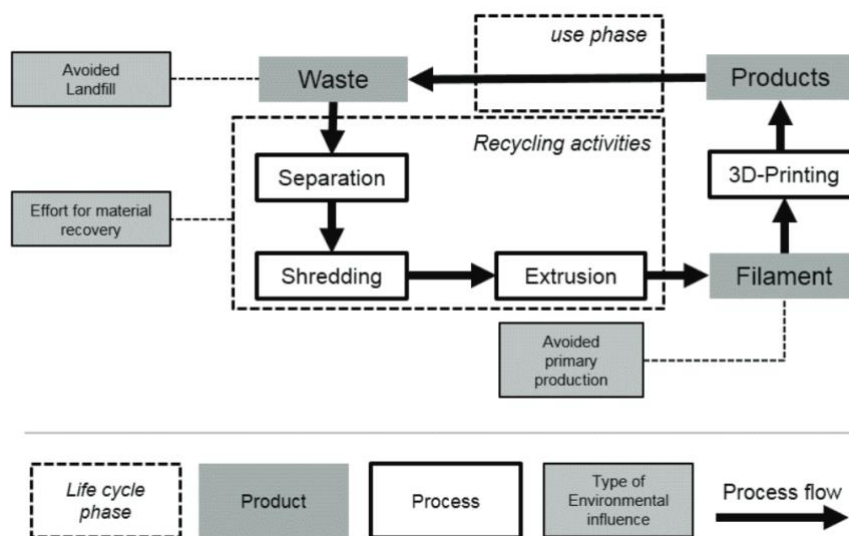 use phase
Avoided
Landfill
Waste
Products
Recycling activities
Separation
3D-Printing
Effort for material
recovery
Shredding
Extrusion
Filament
Avoided
primary
production
Life cycle
phase
Product
Process
Type of
Environmental
influence
Process flow